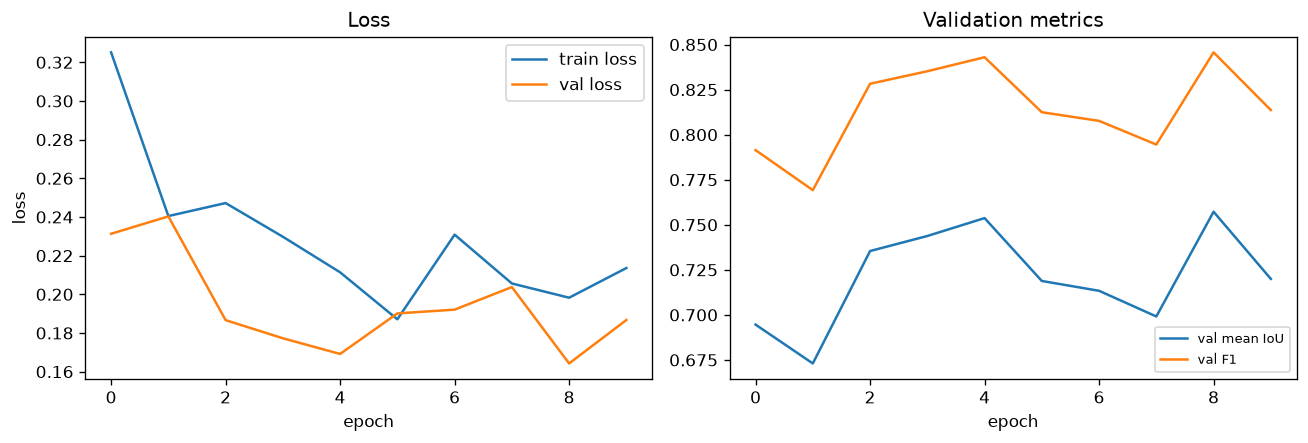 Loss
loss
0.32
0.30
0.28
0.26
0.24
0.22
0.20
0.18
0.16
train loss
val loss
0 2 4 6 8
epoch
Validation metrics
0.850
0.825
0.800
0.775
0.750
0.725
0.700
0.675
val mean IoU
val F1
0 2 4 6 8
epoch